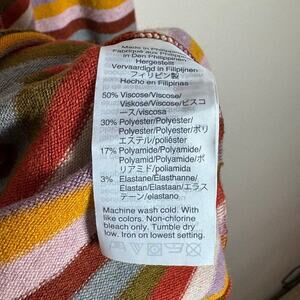 Made in Philippines/
Fabriqué aux Philippines/
In Den Philippinen
Hergestellt
Vervaardigd in Filipijnen
フィリピン製
Hecho en Filipinas
50% Viscose/Viscose/
Viskose/Viscose/ビスコ
ース/viscosa
30% Polyester/Polyester/
Polyester/Polyester/ポリ
エステル/poliéster
17% Polyamide/Polyamide/
Polyamid/Polyamide/ポ
リアミド/poliamida
3% Elastane/Élasthanne/
Elastan/Elastaan/エラス
テーン/elastano
Machine wash cold. With
like colors. Non-chlorine
bleach only. Tumble dry
low. Iron on lowest setting.